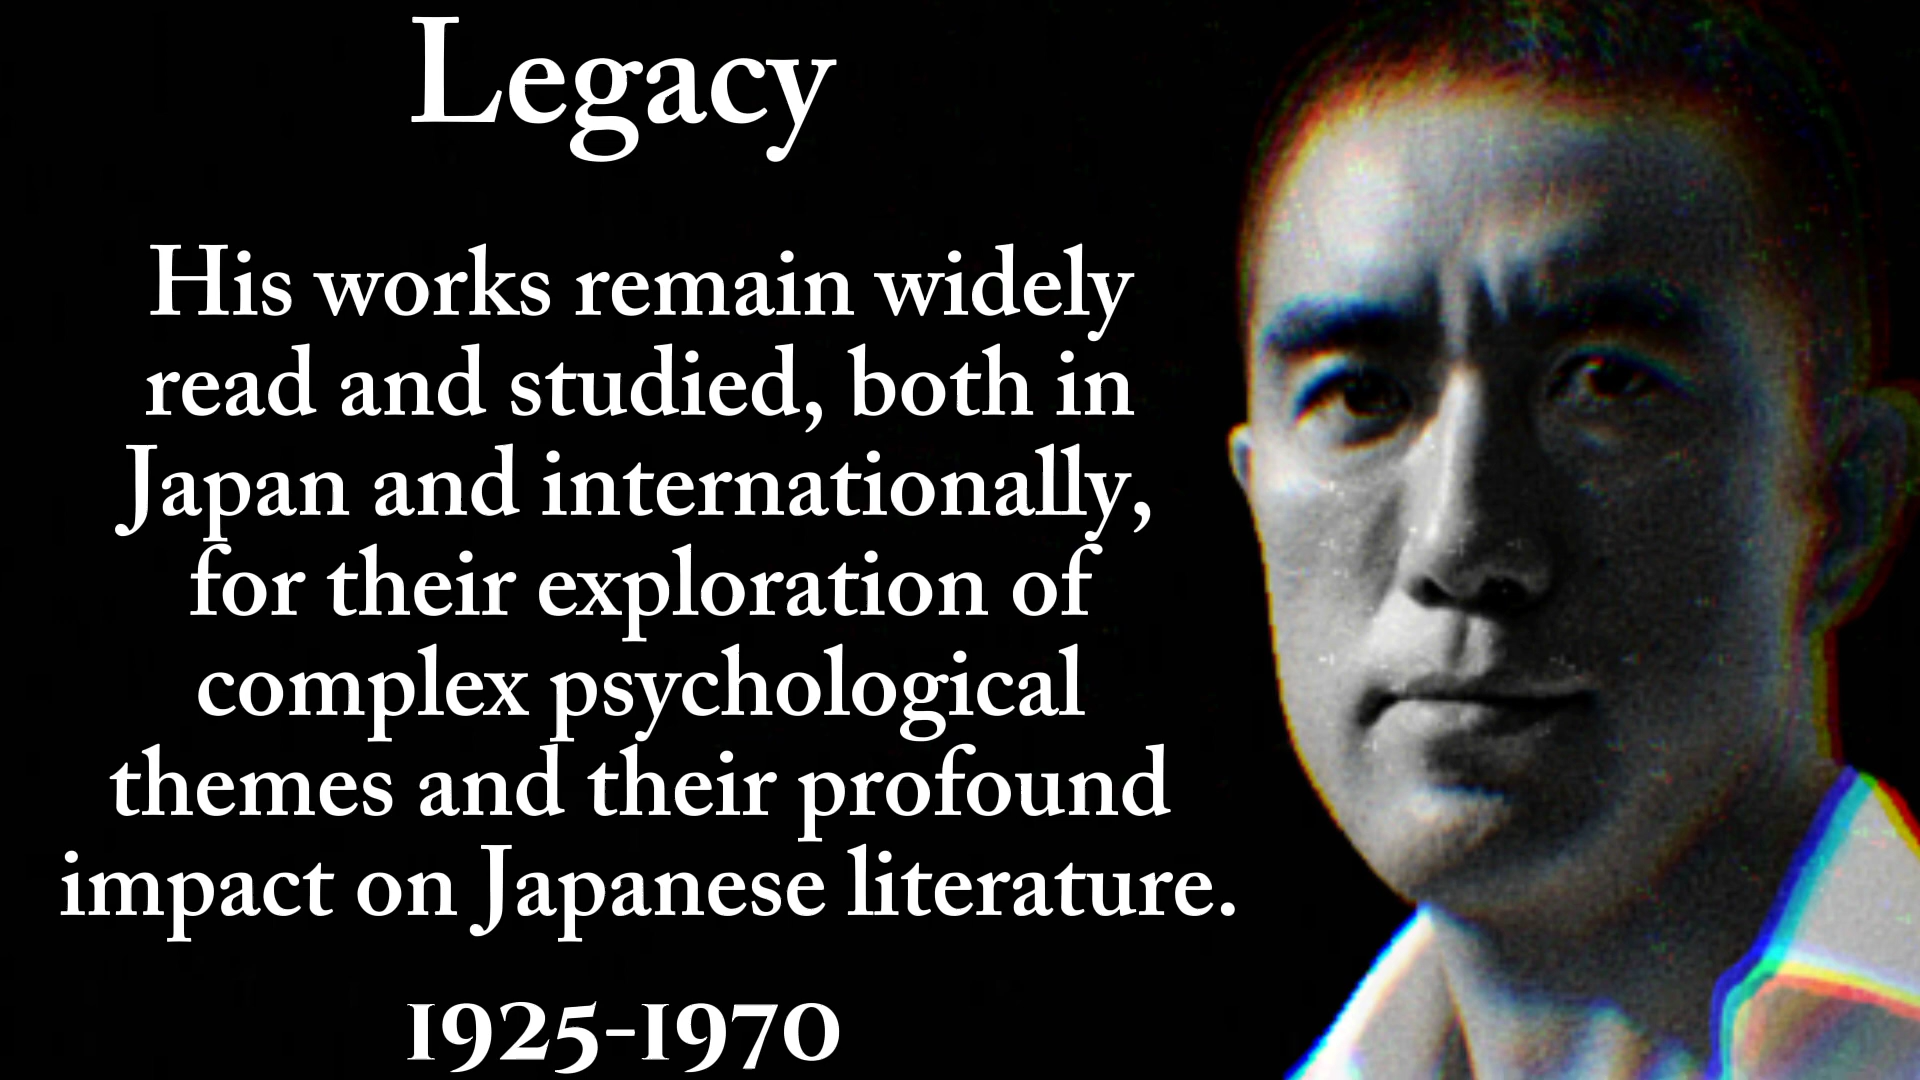 Legacy
His works remain widely
read and studied, both in
Japan and internationally,
for their exploration of
complex psychological
themes and their profound
impact on Japanese literature.
1925-1970